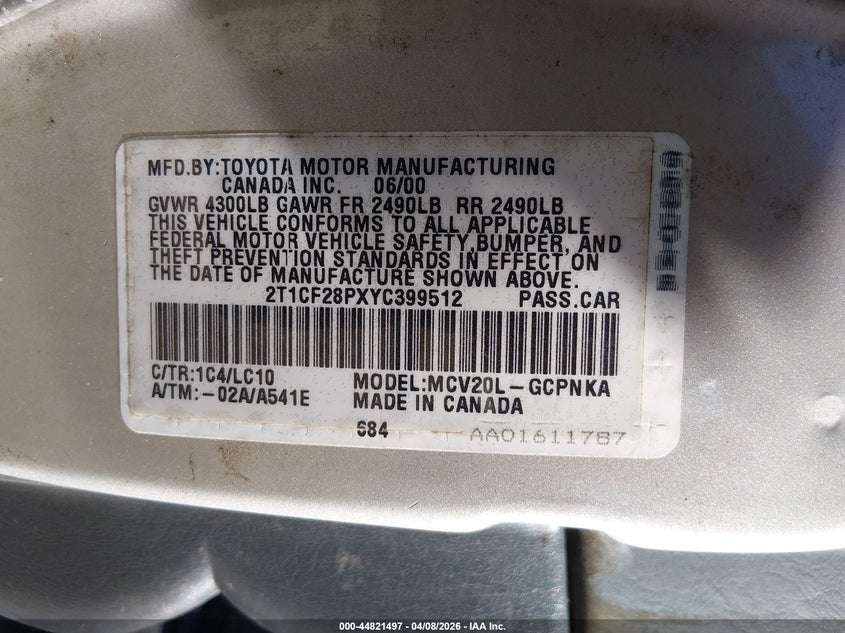 MFD.BY:TOYOTA MOTOR MANUFACTURING
CANADA INC. 06/00
GVWR 4300LB GAWR FR 2490LB RR 2490LB
THIS VEHICLE CONFORMS TO ALL APPLICABLE
FEDERAL MOTOR VEHICLE SAFETY,BUMPER, AND
THEFT PREVENTION STANDARDS IN EFFECT ON
THE DATE OF MANUFACTURE SHOWN ABOVE.
2T1CF28PXYC399512 PASS.CAR
C/TR:1C4/LC10 MODEL:MCV20L-GCPNKA
A/TM:-02A/A541E MADE IN CANADA
684 AA01611787
000-44821497 | 04/08/2026 | IAA Inc.